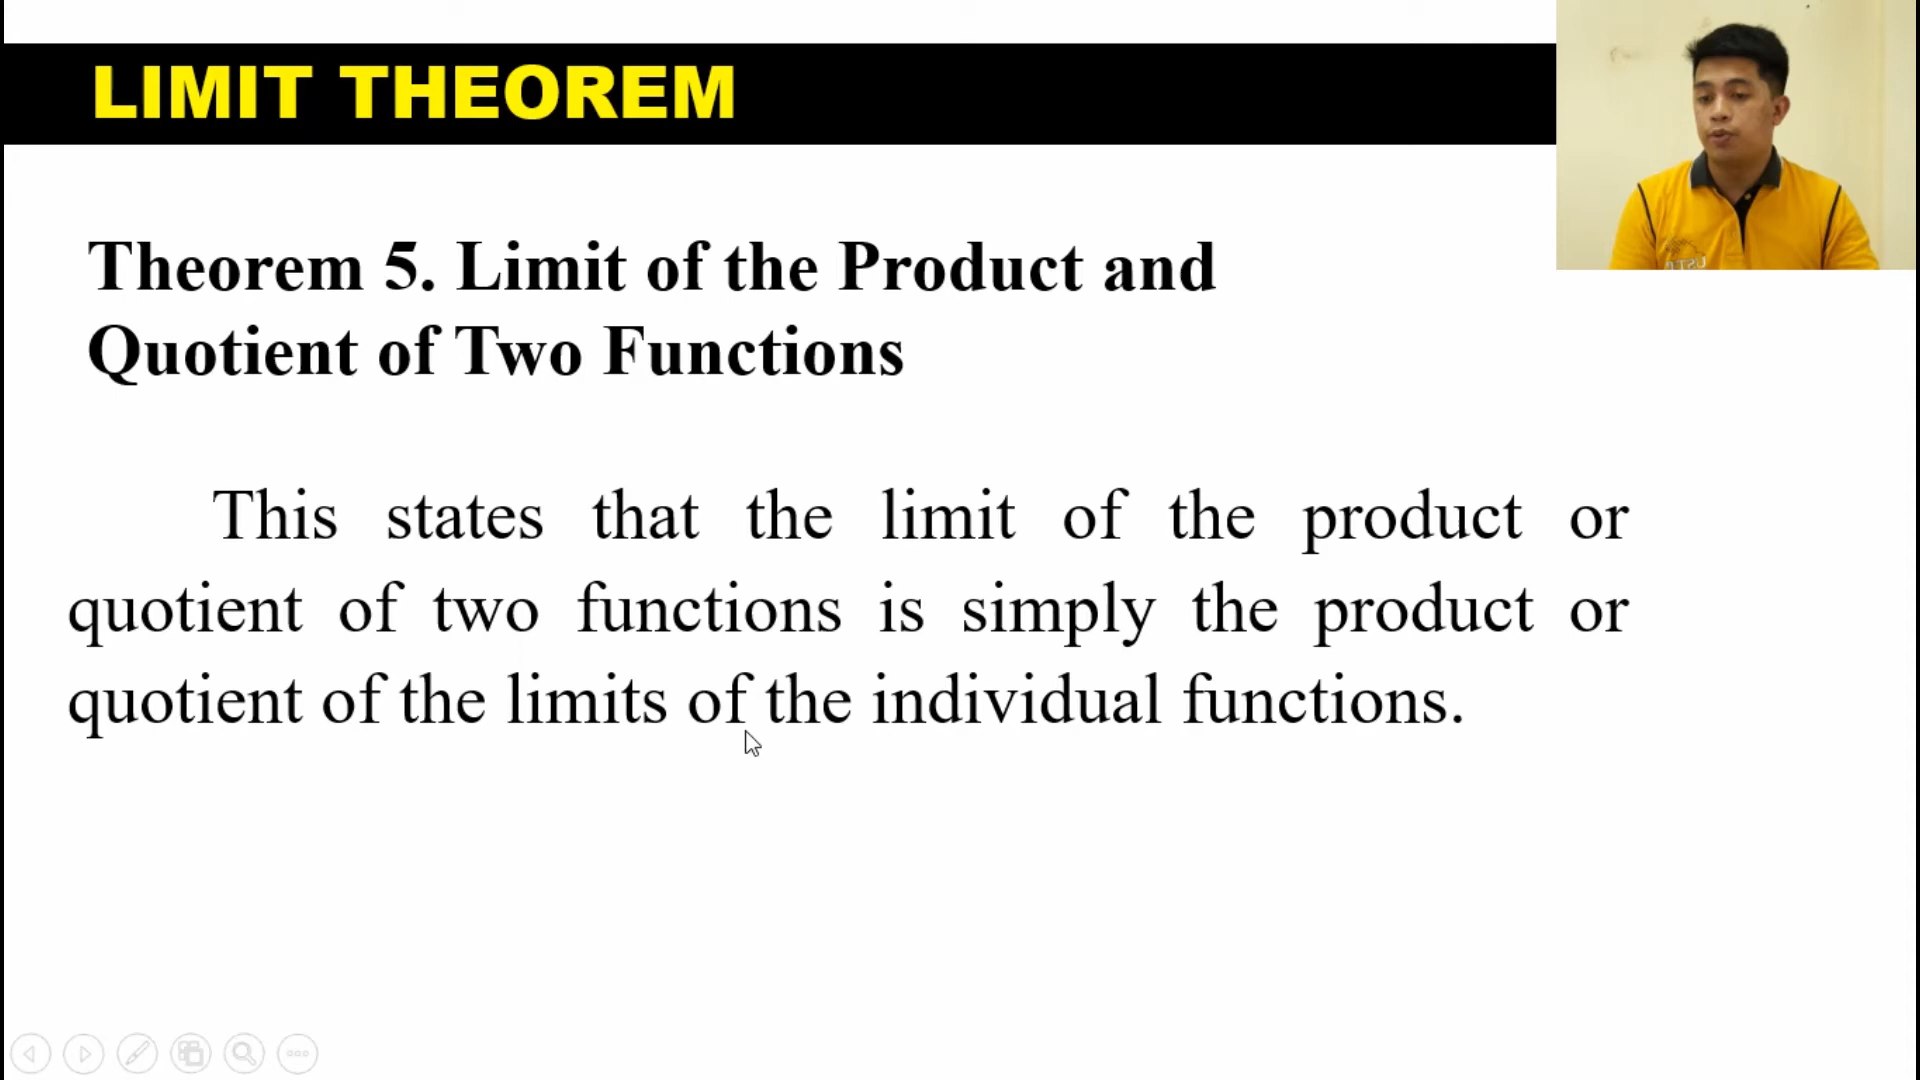 LIMIT THEOREM
Theorem 5. Limit of the Product and
Quotient of Two Functions
This states that the limit of the product or
quotient of two functions is simply the product or
quotient of the limits of the individual functions.